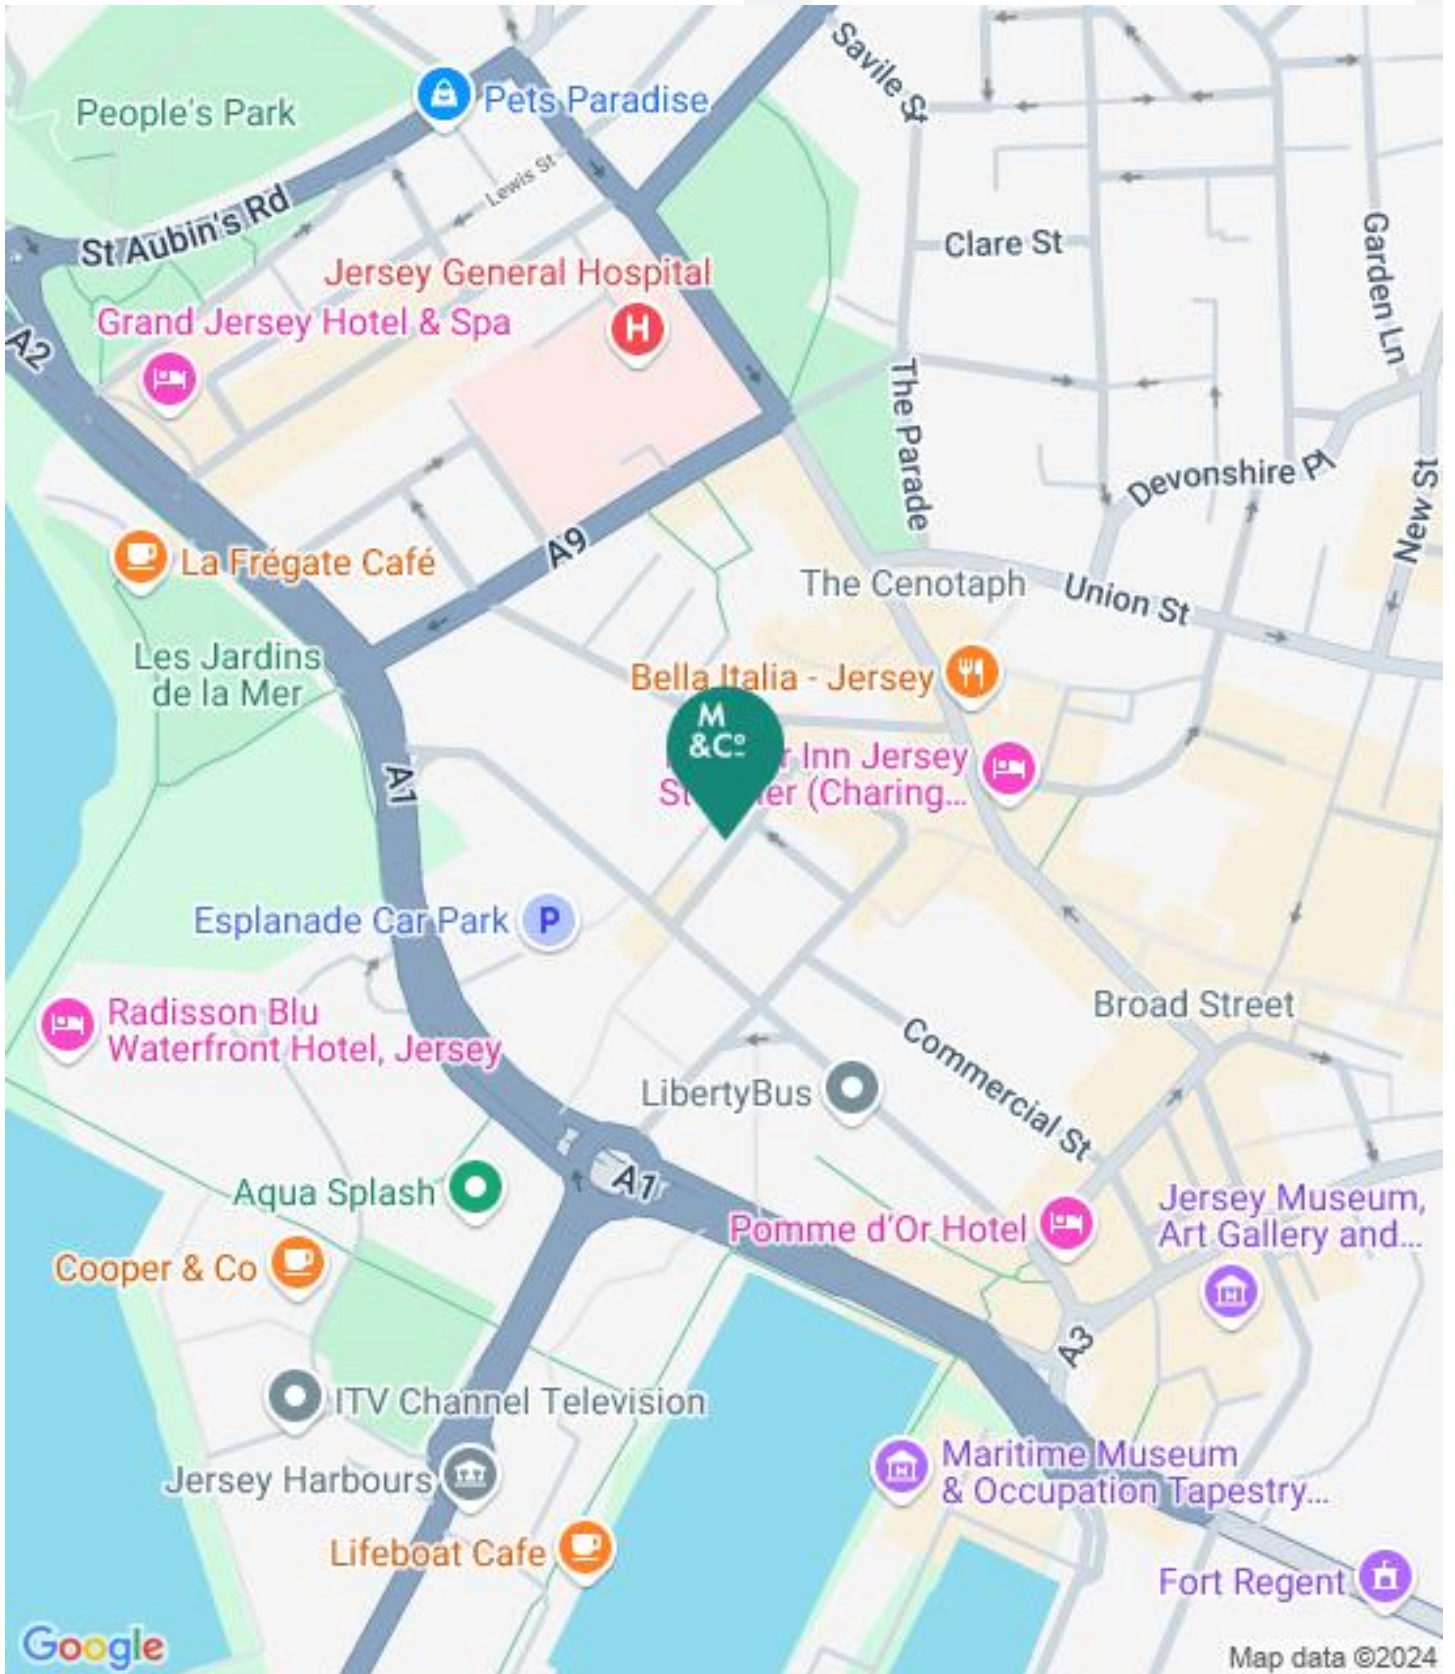 Savile St
People's Park
Pets Paradise
Lewis St
St Aubin's Rd
Clare St
Garden Ln
Jersey General Hospital
H
Grand Jersey Hotel & Spa
A2
The Parade
Devonshire Pl
New St
A9
La Frégate Café
The Cenotaph
Union St
Les Jardins
de la Mer
Bella Italia - Jersey
M
&Co
r Inn Jersey
St er (Charing...
A1
Esplanade Car Park
P
Radisson Blu
Waterfront Hotel, Jersey
Broad Street
Commercial St
LibertyBus
A1
Aqua Splash
Jersey Museum,
Art Gallery and...
Pomme d'Or Hotel
Cooper & Co
A3
ITV Channel Television
Maritime Museum
& Occupation Tapestry...
Jersey Harbours
Lifeboat Cafe
Fort Regent
Google
Map data ©2024